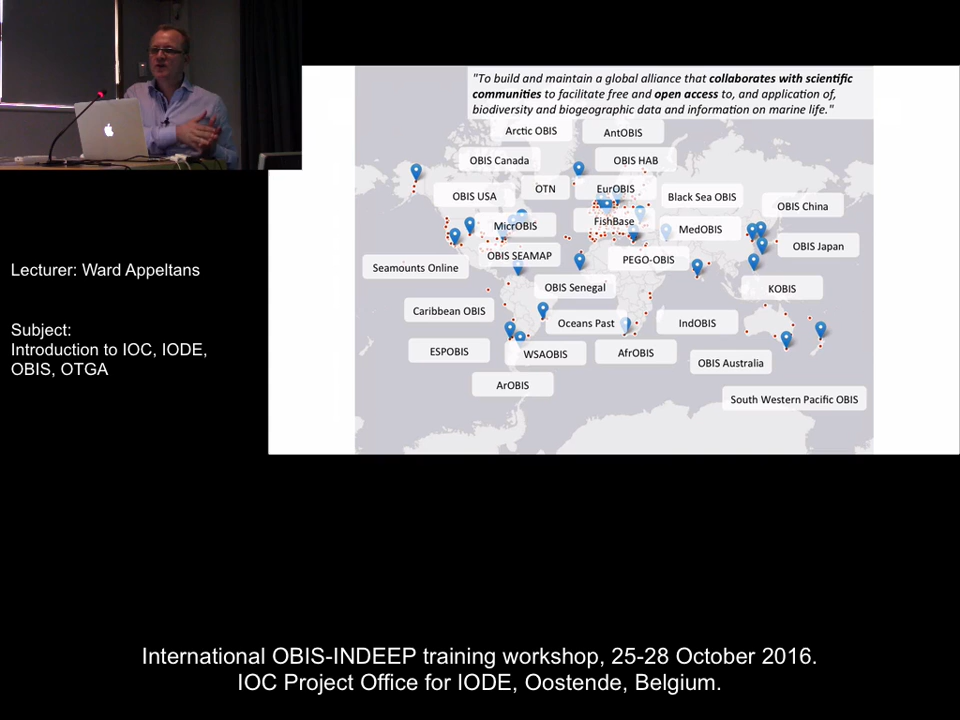 "To build and maintain a global alliance that collaborates with scientific
communities to facilitate free and open access to, and application of,
biodiversity and biogeographic data and information on marine life."
Arctic OBIS
AntOBIS
OBIS Canada
OBIS HAB
OBIS USA
OTN
EurOBIS
Black Sea OBIS
OBIS China
MicrOBIS
FishBase
MedOBIS
OBIS Japan
Seamounts Online
OBIS SEAMAP
PEGO-OBIS
OBIS Senegal
KOBIS
Caribbean OBIS
Oceans Past
IndOBIS
ESPOBIS
WSAOBIS
AfrOBIS
OBIS Australia
ArOBIS
South Western Pacific OBIS
Lecturer: Ward Appeltans
Subject:
Introduction to IOC, IODE,
OBIS, OTGA
International OBIS-INDEEP training workshop, 25-28 October 2016.
IOC Project Office for IODE, Oostende, Belgium.